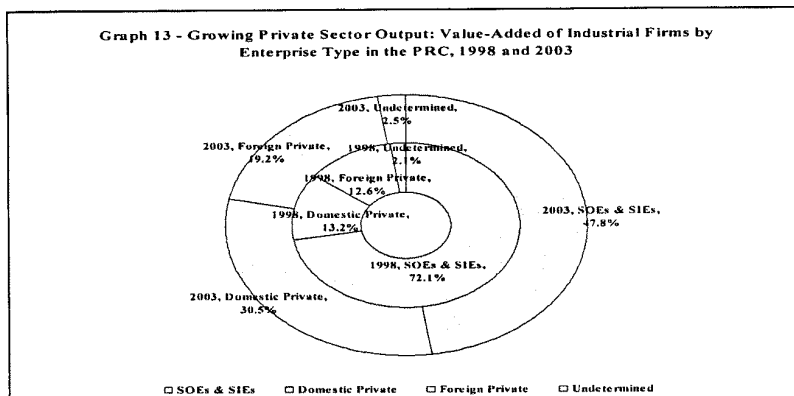 Graph 13 - Growing Private Sector Output: Value-Added of Industrial Firms by
Enterprise Type in the PRC, 1998 and 2003
2003, Undetermined,
2.5%
2003, Foreign Private,
19.2%
1998, Undetermined,
2.1%
1998, Foreign Private,
12.6%
2003, SOEs & SIEs,
47.8%
1998, Domestic Private,
13.2%
1998, SOEs & SIEs,
72.1%
2003, Domestic Private,
30.5%
SOEs & SIEs
Domestic Private
Foreign Private
Undetermined